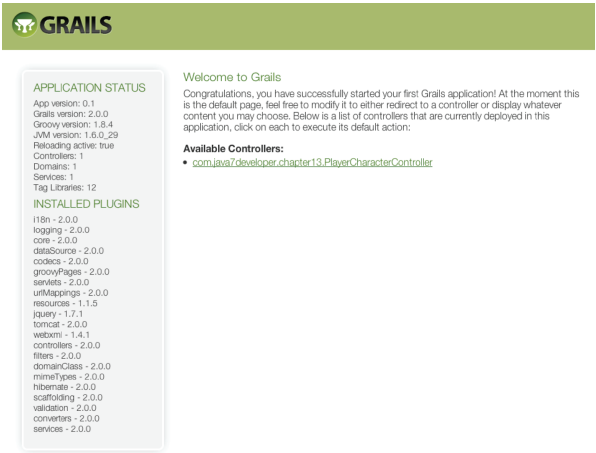 GRAILS
APPLICATION STATUS
App version: 0.1
Grails version: 2.0.0
Groovy version: 1.8.4
JVM version: 1.6.0_29
Reloading active: true
Controllers: 1
Domains: 1
Services: 1
Tag Libraries: 12
INSTALLED PLUGINS
i18n - 2.0.0
logging - 2.0.0
core - 2.0.0
dataSource - 2.0.0
codecs - 2.0.0
groovyPages - 2.0.0
servlets - 2.0.0
urlMappings - 2.0.0
resources - 1.1.5
jquery - 1.7.1
tomcat - 2.0.0
webxml - 1.4.1
controllers - 2.0.0
filters - 2.0.0
domainClass - 2.0.0
mimeTypes - 2.0.0
hibernate - 2.0.0
scaffolding - 2.0.0
validation - 2.0.0
converters - 2.0.0
services - 2.0.0
Welcome to Grails
Congratulations, you have successfully started your first Grails application! At the moment this
is the default page, feel free to modify it to either redirect to a controller or display whatever
content you may choose. Below is a list of controllers that are currently deployed in this
application, click on each to execute its default action:
Available Controllers:
• com.java7developer.chapter13.PlayerCharacterController